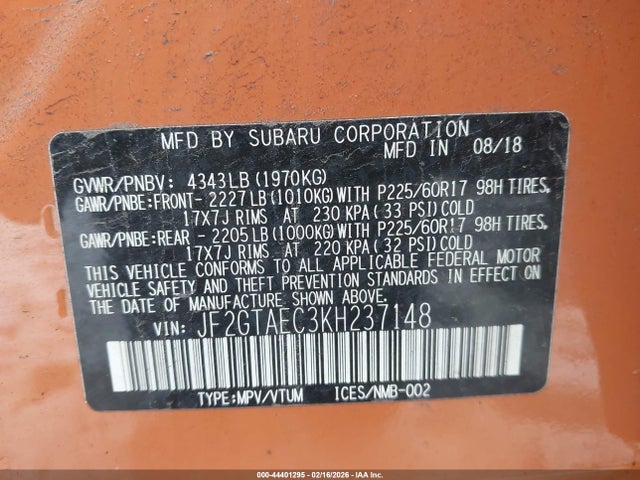 MFD BY SUBARU CORPORATION
MFD IN 08/18
GVWR/PNBV: 4343LB(1970KG)
GAWR/PNBE:FRONT- 2227LB(1010KG)WITH P225/60R17 98H TIRES,
17X7J RIMS AT 230 KPA(33 PSI)COLD
GAWR/PNBE:REAR - 2205LB(1000KG)WITH P225/60R17 98H TIRES,
17X7J RIMS AT 220 KPA(32 PSI)COLD
THIS VEHICLE CONFORMS TO ALL APPLICABLE FEDERAL MOTOR
VEHICLE SAFETY AND THEFT PREVENTION STANDARDS IN EFFECT ON
THE DATE OF MANUFACTURE SHOWN ABOVE.
VIN: JF2GTAEC3KH237148
TYPE:MPV/VTUM ICES/NMB-002
000-44401295 - 02/16/2026 - IAA Inc.